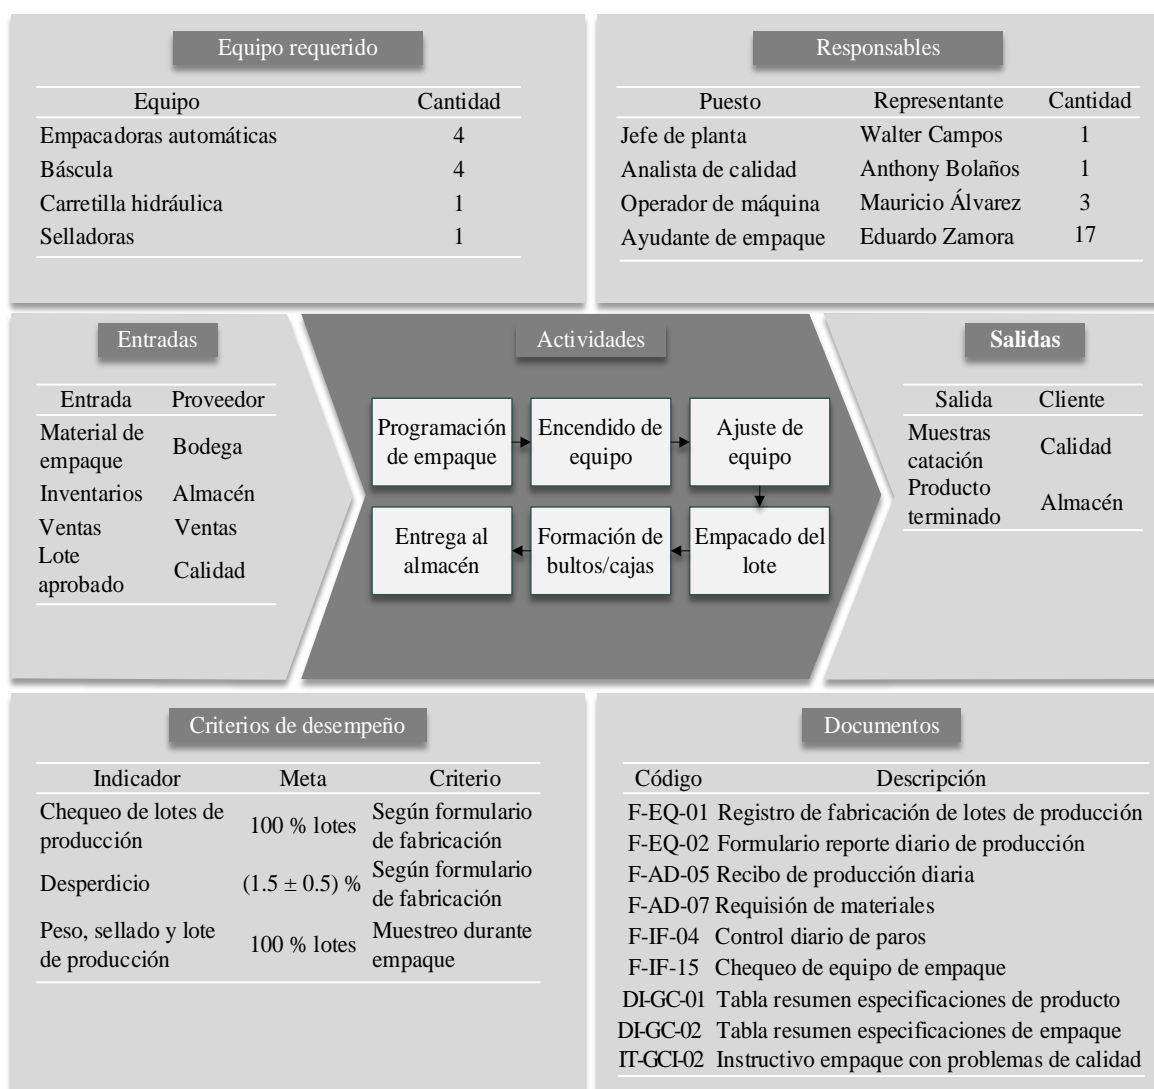 Equipo requerido
Equipo Cantidad
Empacadoras automáticas 4
Báscula 4
Carretilla hidráulica 1
Selladoras 1
Responsables
Puesto Representante Cantidad
Jefe de planta Walter Campos 1
Analista de calidad Anthony Bolaños 1
Operador de máquina Mauricio Álvarez 3
Ayudante de empaque Eduardo Zamora 17
Entradas
Entrada Proveedor
Material de
empaque Bodega
Inventarios Almacén
Ventas Ventas
Lote
aprobado Calidad
Actividades
Programación
de empaque
Encendido de
equipo
Ajuste de
equipo
Empacado del
lote
Formación de
bultos/cajas
Entrega al
almacén
Salidas
Salida Cliente
Muestras
catación Calidad
Producto
terminado Almacén
Criterios de desempeño
Indicador Meta Criterio
Chequeo de lotes de
producción 100 % lotes Según formulario
de fabricación
Desperdicio (1.5 ± 0.5) % Según formulario
de fabricación
Peso, sellado y lote
de producción 100 % lotes Muestreo durante
empaque
Documentos
Código Descripción
F-EQ-01 Registro de fabricación de lotes de producción
F-EQ-02 Formulario reporte diario de producción
F-AD-05 Recibo de producción diaria
F-AD-07 Requisión de materiales
F-IF-04 Control diario de paros
F-IF-15 Chequeo de equipo de empaque
DI-GC-01 Tabla resumen especificaciones de producto
DI-GC-02 Tabla resumen especificaciones de empaque
IT-GCI-02 Instructivo empaque con problemas de calidad